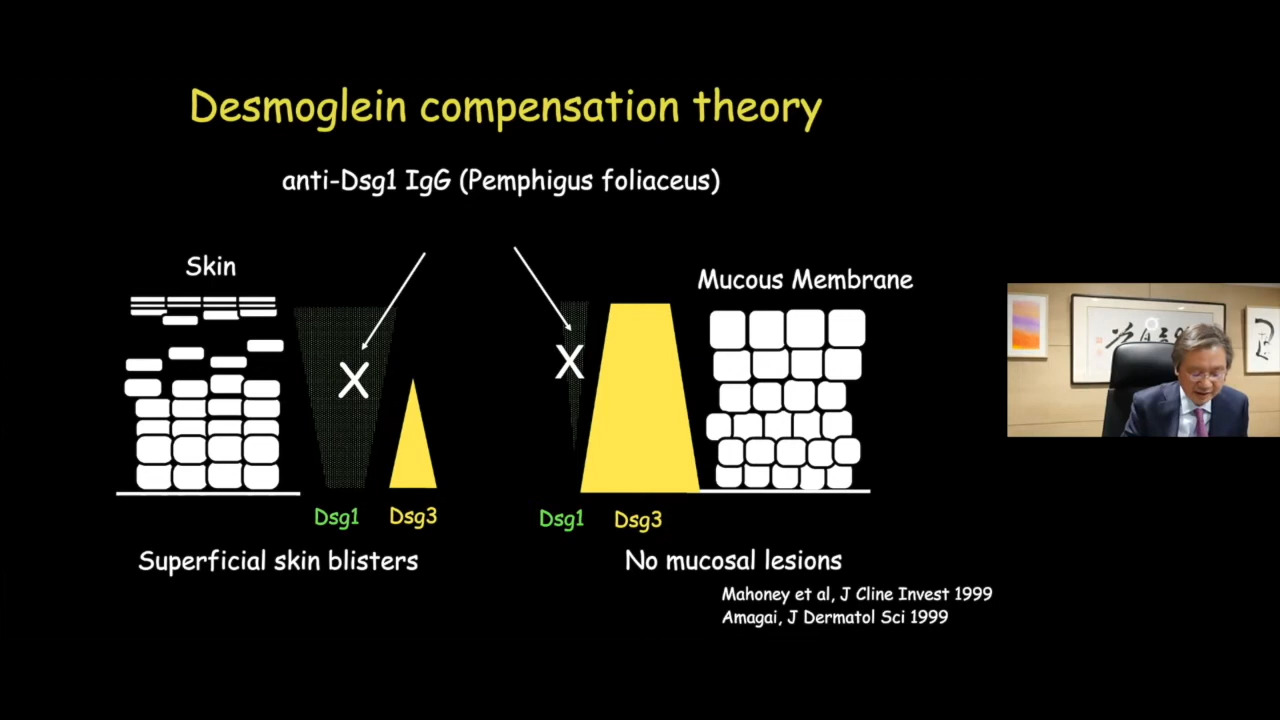 Desmoglein compensation theory
anti-Dsg1 IgG (Pemphigus foliaceus)
Skin
Mucous Membrane
X
X
Dsg1
Dsg3
Dsg1
Dsg3
Superficial skin blisters
No mucosal lesions
Mahoney et al, J Cline Invest 1999
Amagai, J Dermatol Sci 1999